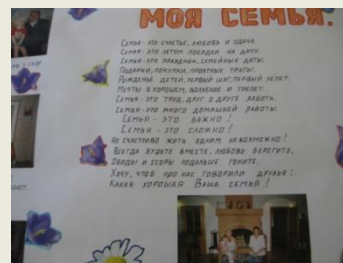 МОЯ СЕМЬЯ.
Семья - это счастье, любовь и удача,
Семья - это летом поездки на дачу.
Семья - это праздник, семейные даты,
Подарки, покупки, приятные траты.
Рожденье детей, первый шаг, первый лепет,
Мечты о хорошем, волнение и трепет.
Семья - это труд, друг о друге забота,
Семья - это много домашней работы.
Семья - это важно!
Семья - это сложно!
Но счастливо жить одним невозможно!
Всегда будьте вместе, любовь берегите,
Обиды и ссоры подальше гоните,
Хочу, чтоб про нас говорили друзья:
Какая хорошая Ваша семья!